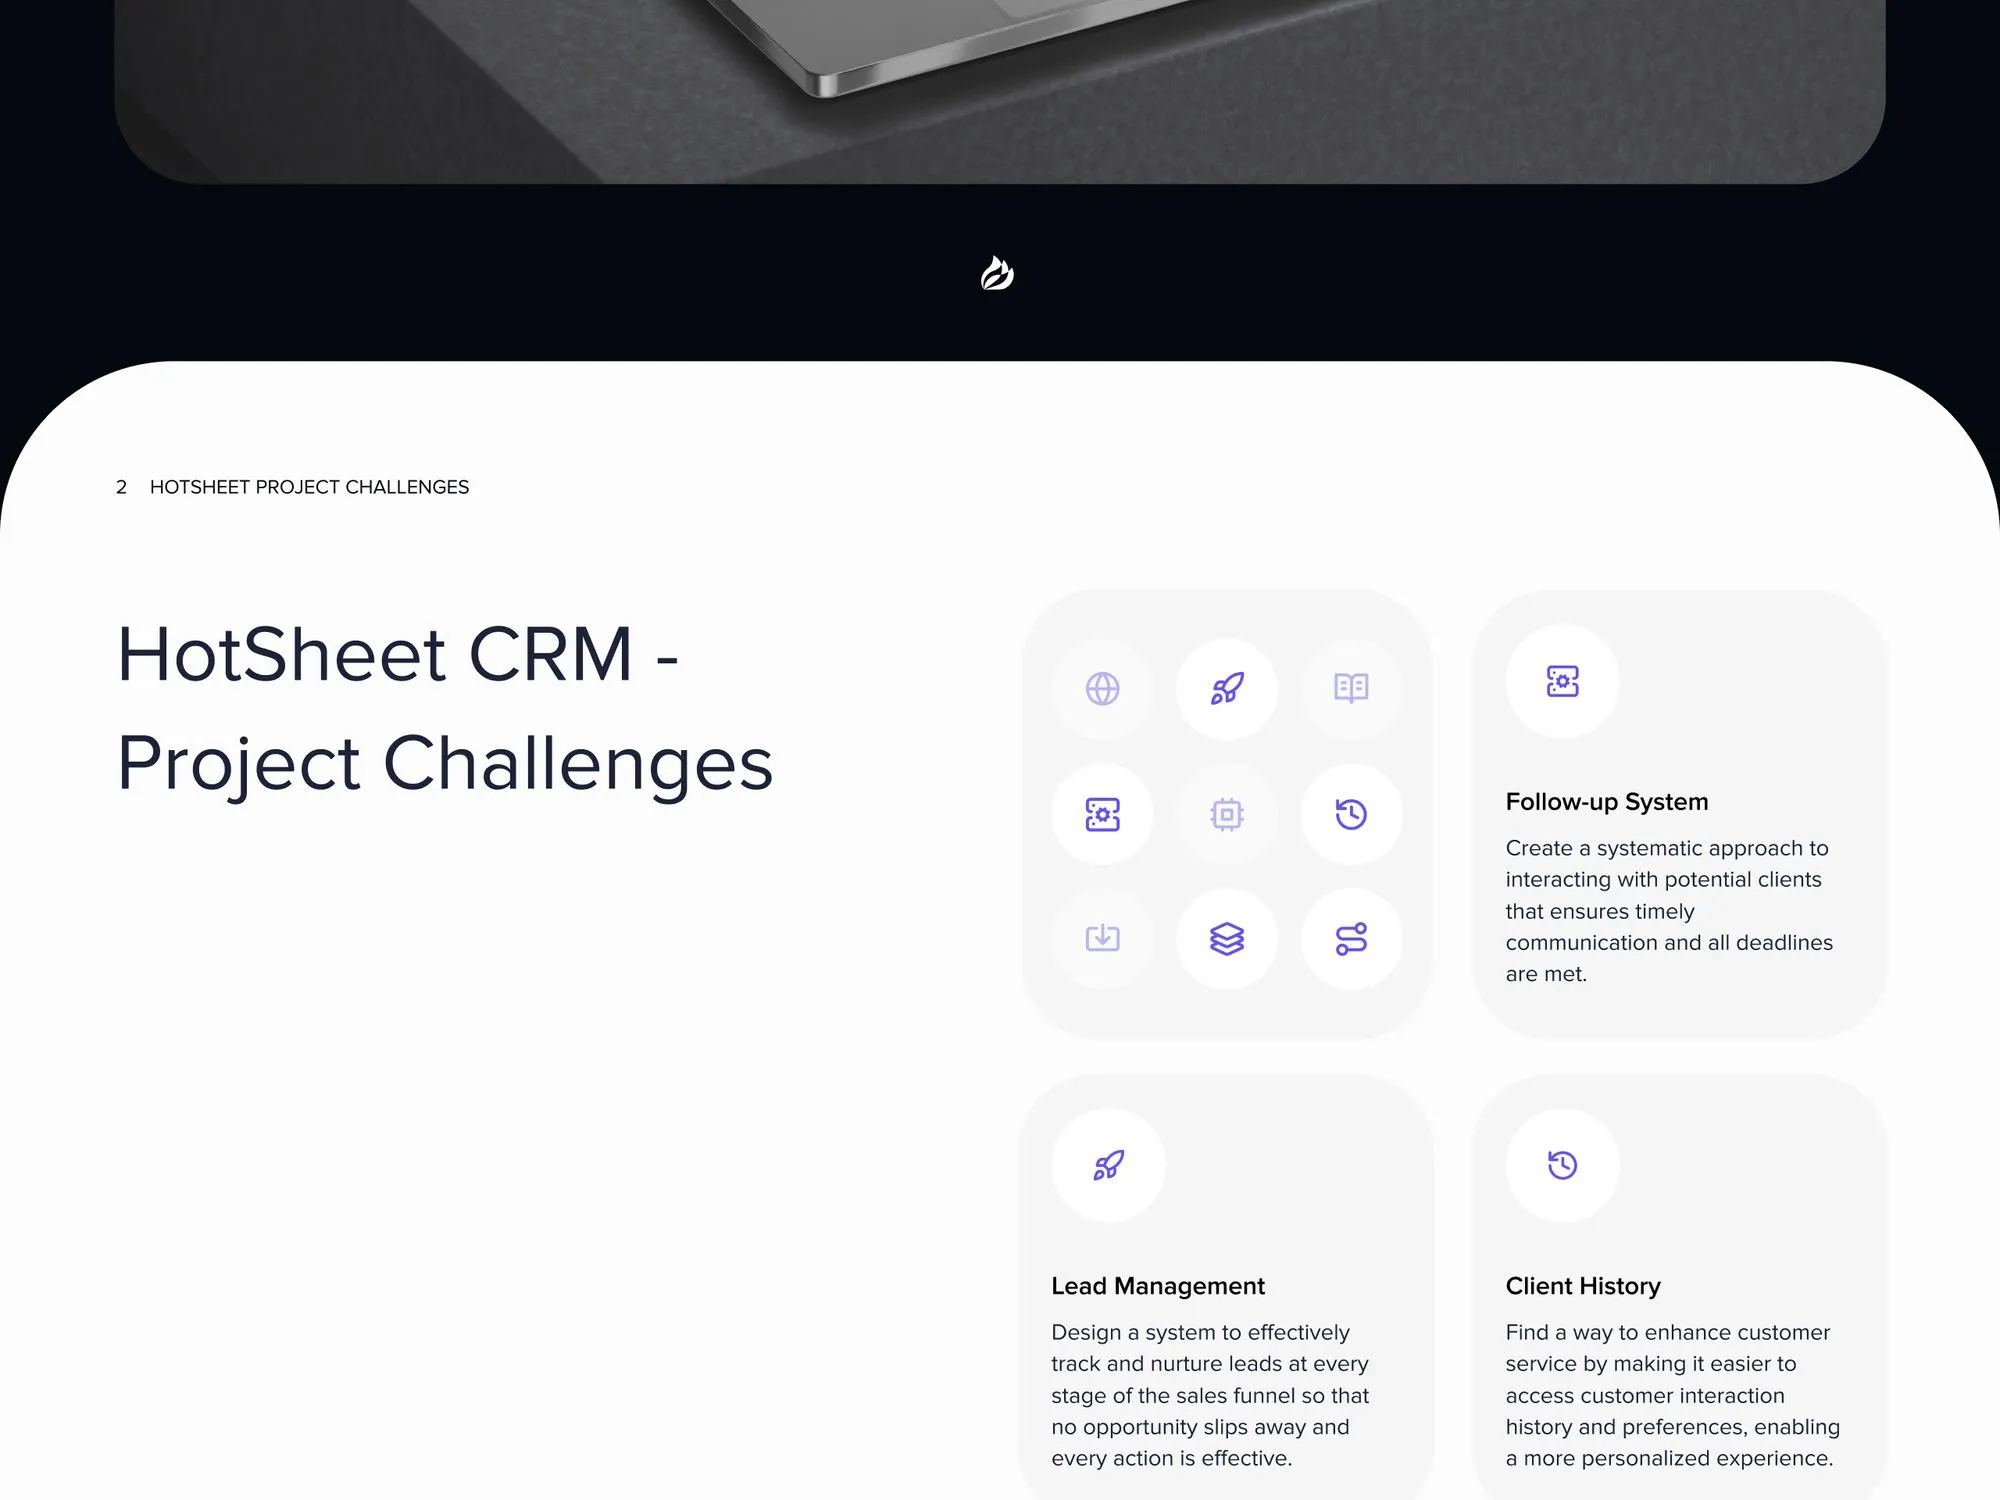 2 HOTSHEET PROJECT CHALLENGES
HotSheet CRM -
Project Challenges
Follow-up System
Create a systematic approach to
interacting with potential clients
that ensures timely
communication and all deadlines
are met.
Lead Management
Design a system to effectively
track and nurture leads at every
stage of the sales funnel so that
no opportunity slips away and
every action is effective.
Client History
Find a way to enhance customer
service by making it easier to
access customer interaction
history and preferences, enabling
a more personalized experience.